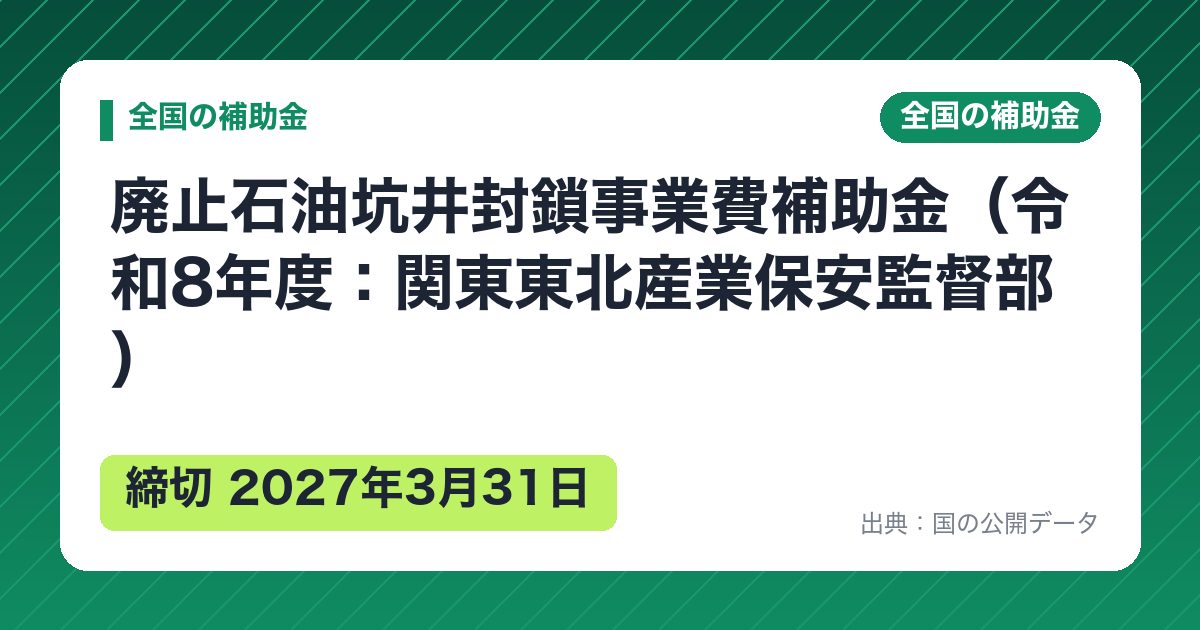 全国の補助金
全国の補助金
廃止石油坑井封鎖事業費補助金（令
和8年度：関東東北産業保安監督部
）
締切 2027年3月31日
出典：国の公開データ